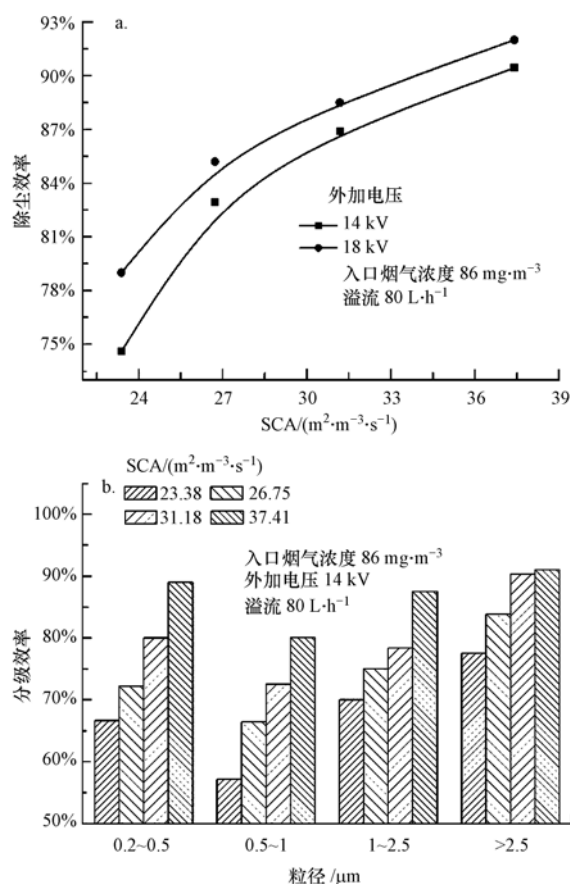 a.
93%
90%
87%
84%
81%
78%
75%
除尘效率
外加电压
14 kV
18 kV
入口烟气浓度 86 mg·m⁻³
溢流 80 L·h⁻¹
24 27 30 33 36 39
SCA/(m²·m⁻³·s⁻¹)
SCA/(m²·m⁻³·s⁻¹)
b.
23.38 26.75
31.18 37.41
入口烟气浓度 86 mg·m⁻³
外加电压 14 kV
溢流 80 L·h⁻¹
100%
90%
80%
70%
60%
50%
分级效率
0.2~0.5 0.5~1 1~2.5 >2.5
粒径 /μm